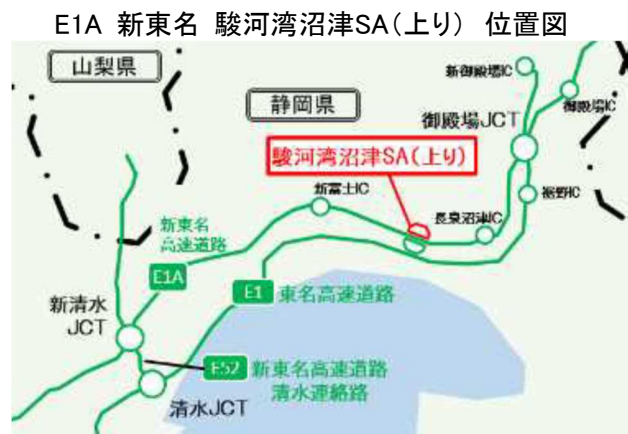 E1A 新東名 駿河湾沼津SA(上り) 位置図
山梨県
静岡県
新御殿場IC
御殿場IC
御殿場JCT
駿河湾沼津SA(上り)
新富士IC
長泉沼津IC
裾野IC
新東名
高速道路
E1A
E1 東名高速道路
新清水
JCT
E52 新東名高速道路
清水連絡路
清水JCT